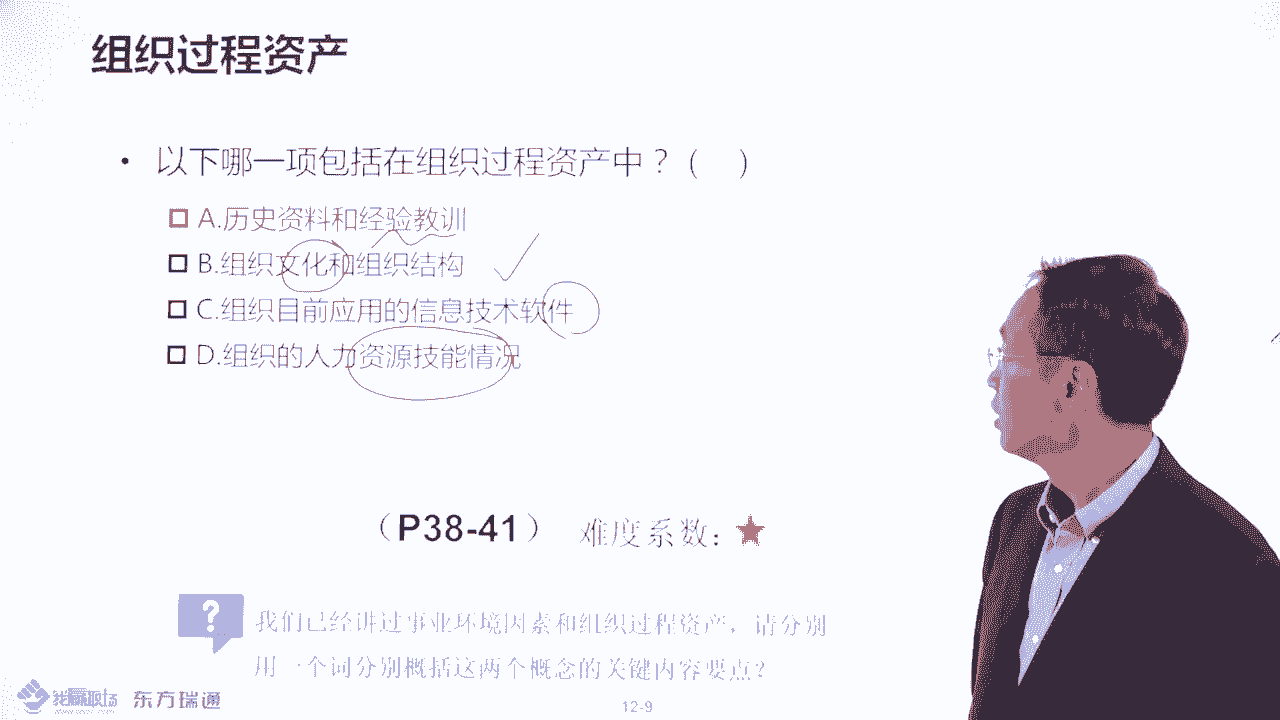 组织过程资产
• 以下哪一项包括在组织过程资产中？（ ）
A.历史资料和经验教训
B.组织文化和组织结构
C.组织目前应用的信息技术软件
D.组织的人力资源技能情况
（P38-41） 难度系数：★
? 我们已经讲过事业环境因素和组织过程资产，请分别
用一个词分别概括这两个概念的关键内容要点？
东方瑞通
12-9